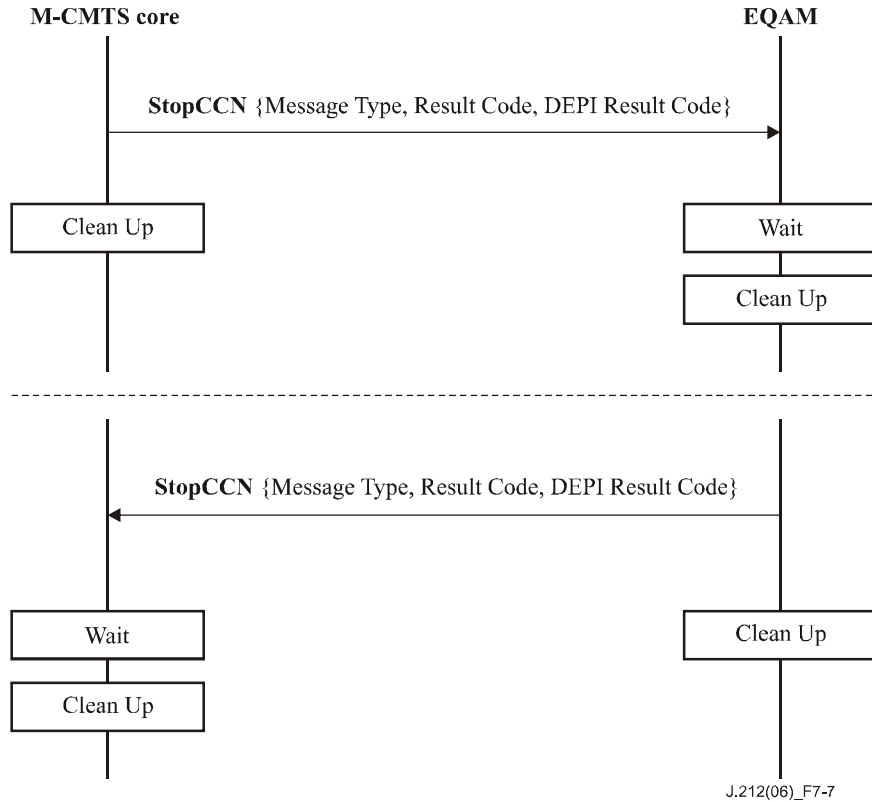 M-CMTS core
EQAM
StopCCN {Message Type, Result Code, DEPI Result Code}
Clean Up
Wait
Clean Up
StopCCN {Message Type, Result Code, DEPI Result Code}
Wait
Clean Up
Clean Up
J.212(06)_F7-7